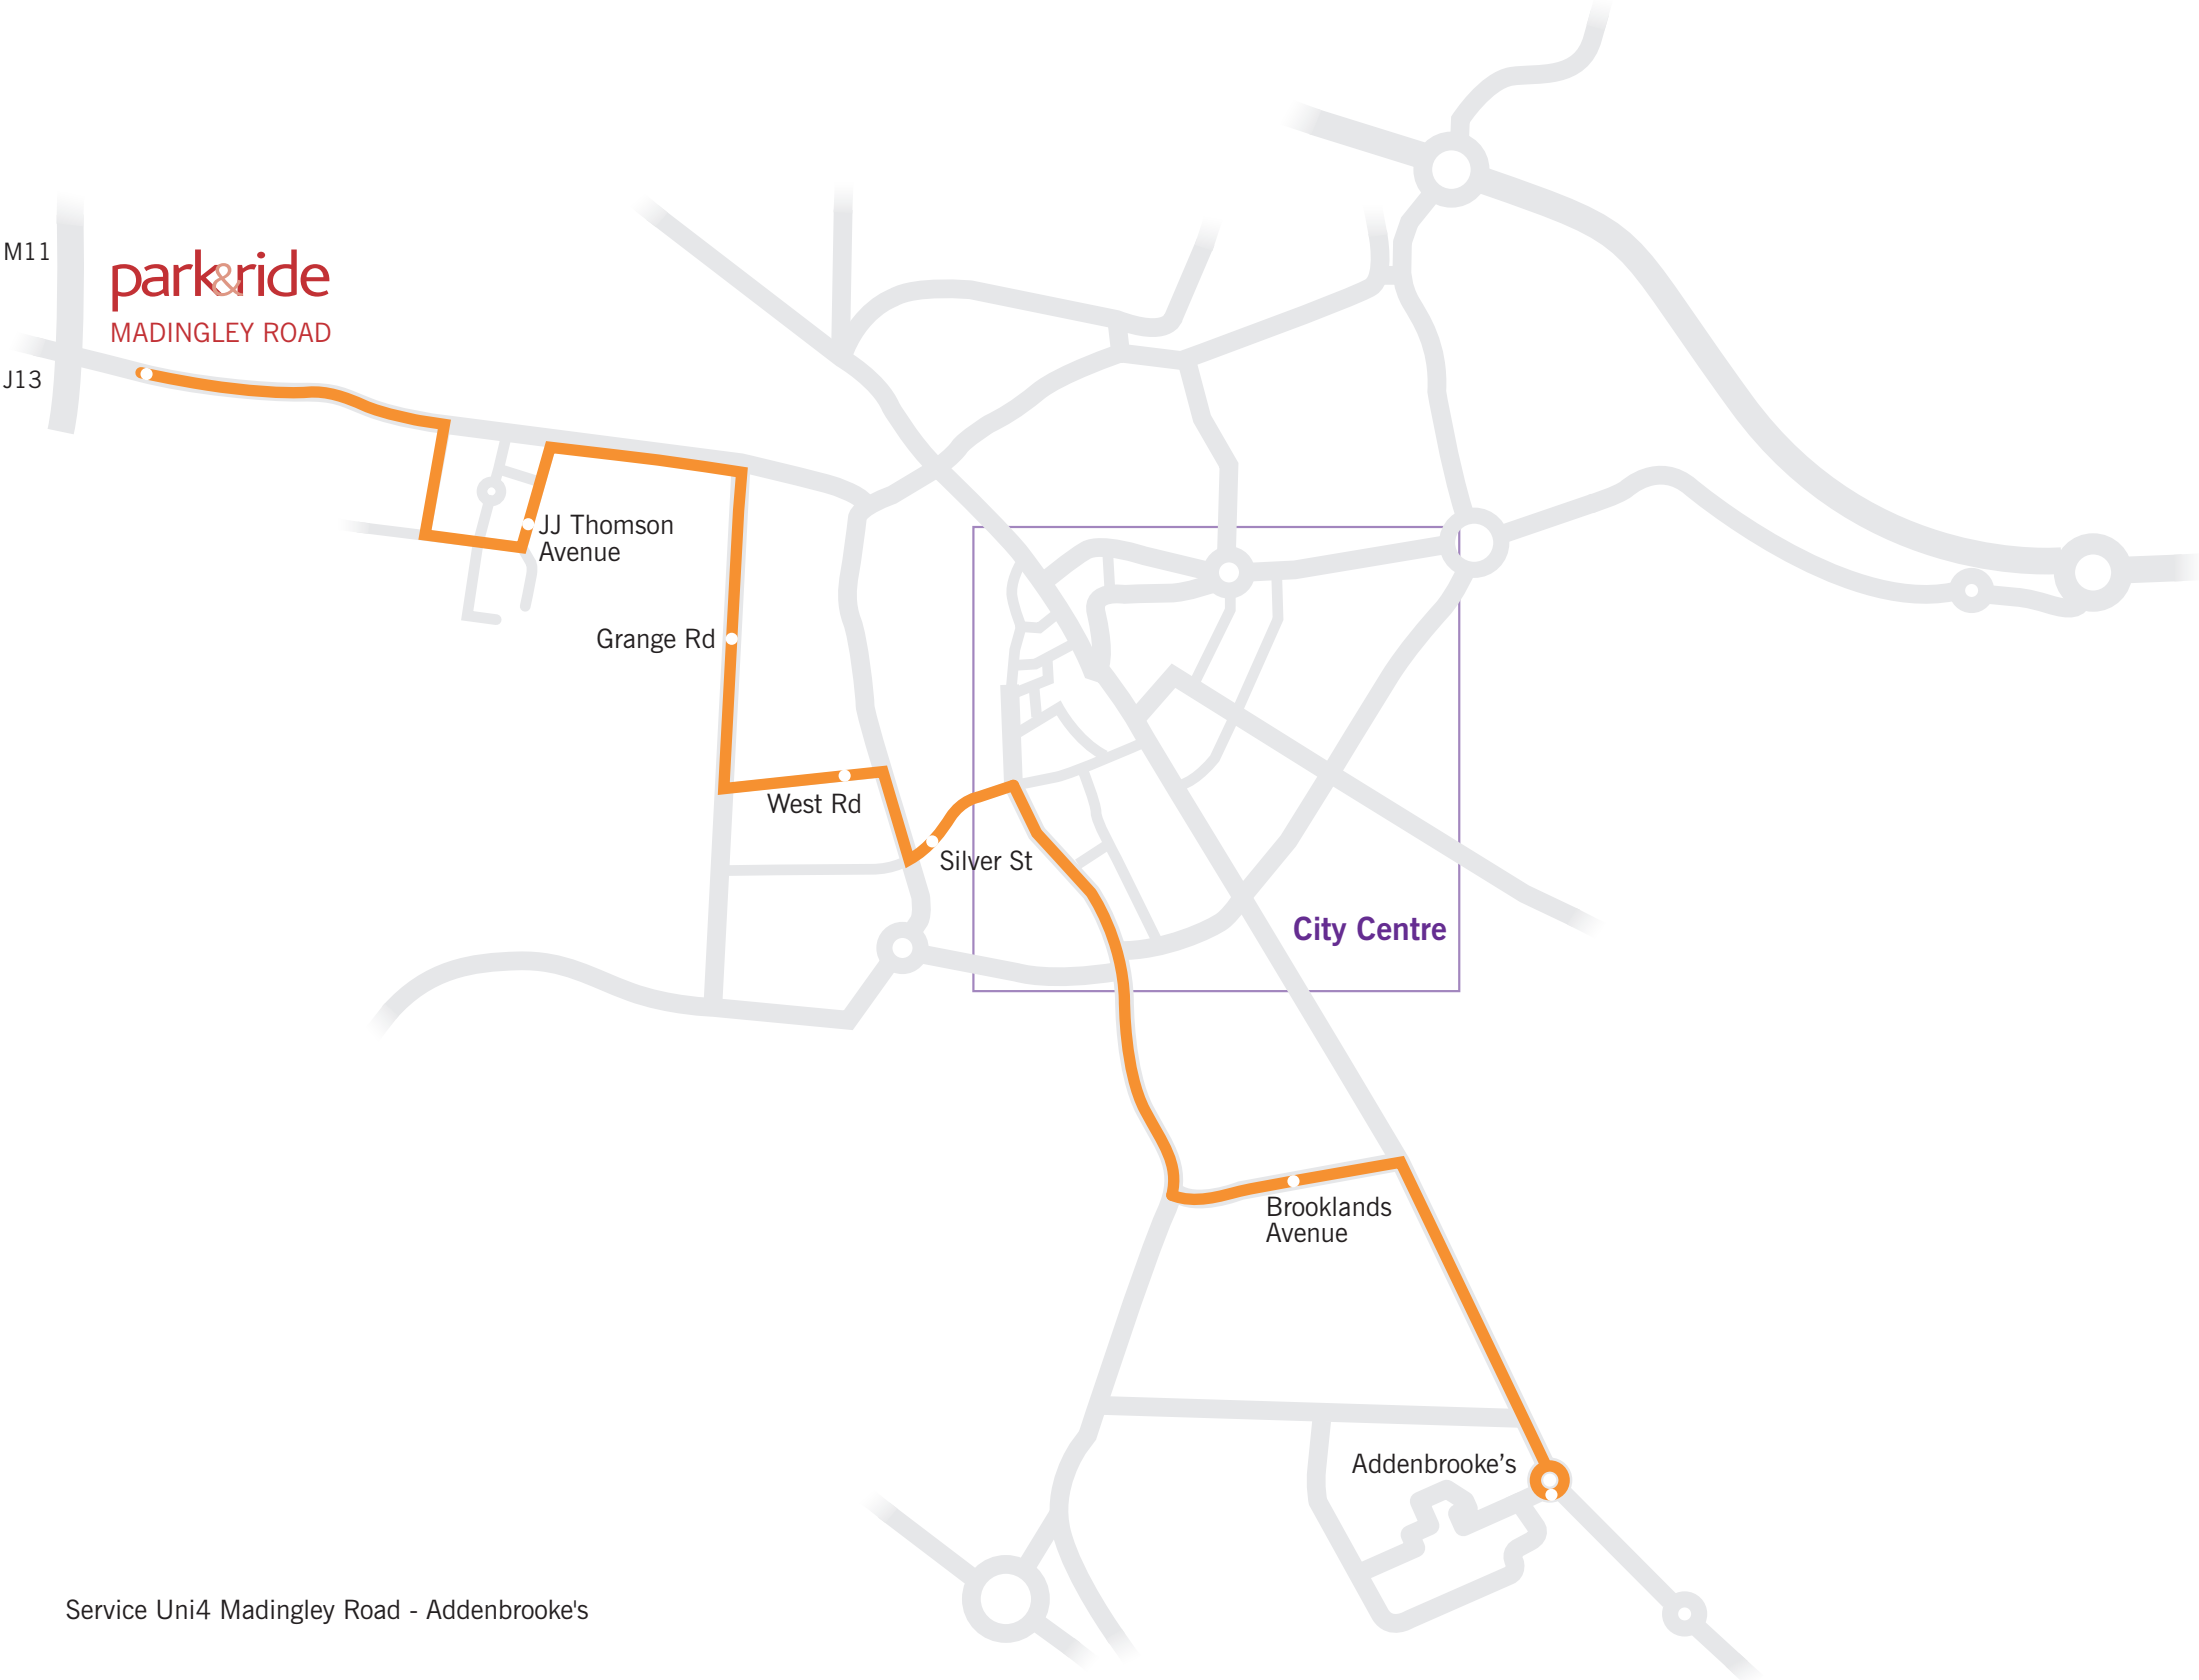 M11
park&ride
MADINGLEY ROAD
J13
JJ Thomson
Avenue
Grange Rd
West Rd
Silver St
City Centre
Brooklands
Avenue
Addenbrooke’s
Service Uni4 Madingley Road - Addenbrooke's